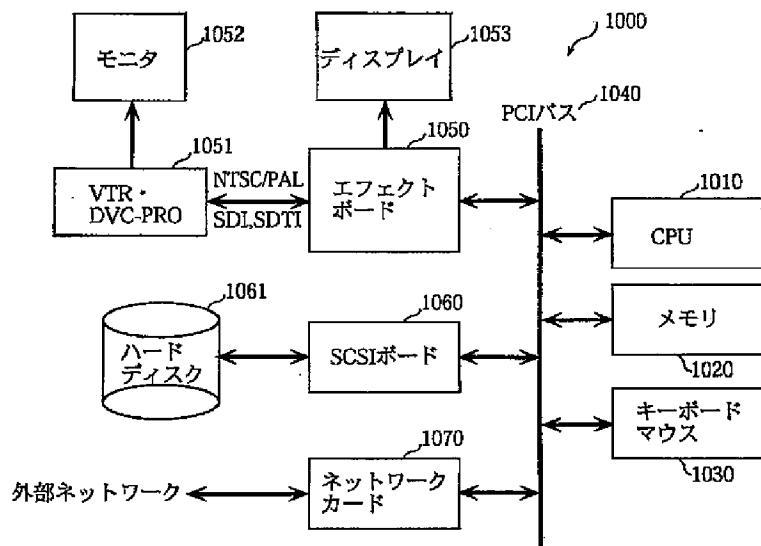 1052
モニタ
1053
ディスプレイ
1000
PCIバス
1040
1051
VTR・
DVC-PRO
NTSC/PAL
SDI,SDTI
1050
エフェクト
ボード
1010
CPU
1061
ハード
ディスク
1060
SCSIボード
メモリ
1020
キーボード
マウス
1030
外部ネットワーク
1070
ネットワーク
カード